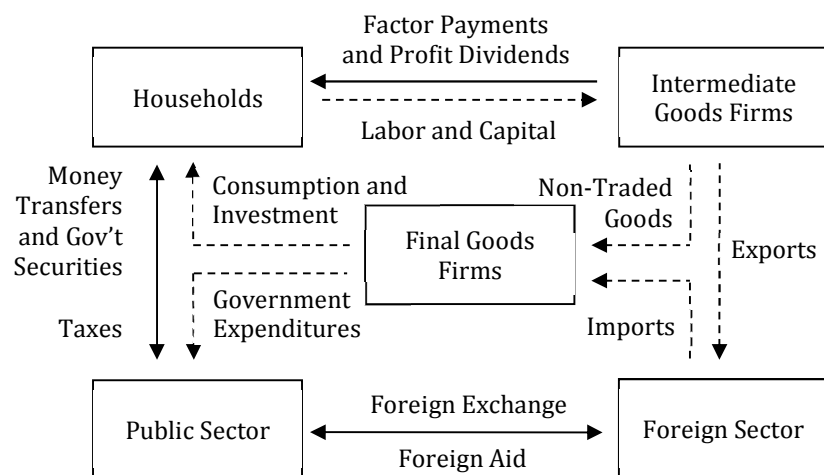 Factor Payments
and Profit Dividends
Households
Intermediate
Goods Firms
Labor and Capital
Money
Transfers
and Gov't
Securities
Consumption and
Investment
Non-Traded
Goods
Final Goods
Firms
Exports
Taxes
Government
Expenditures
Imports
Public Sector
Foreign Exchange
Foreign Aid
Foreign Sector